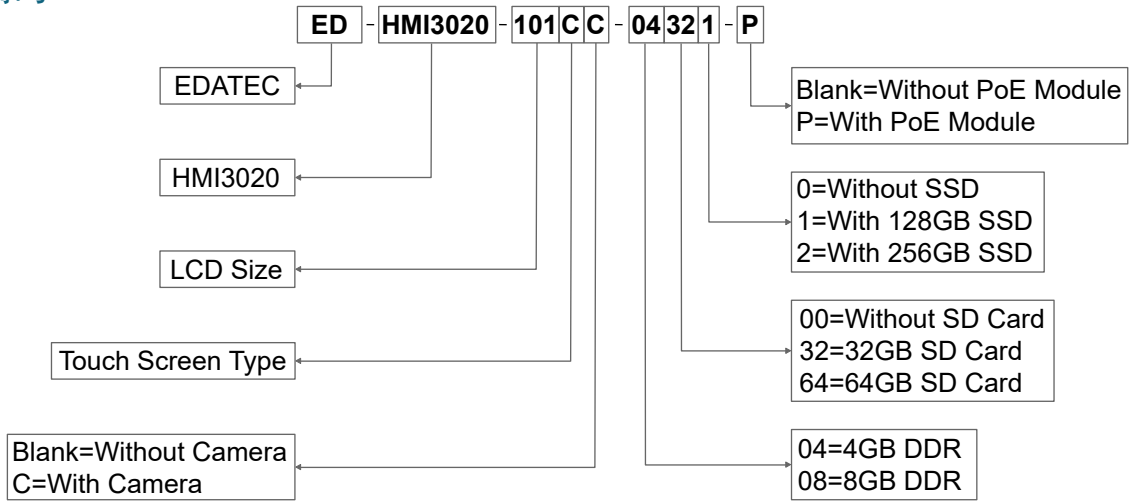 ED - HMI3020 - 101 C C - 04 32 1 - P
EDATEC
HMI3020
LCD Size
Touch Screen Type
Blank=Without Camera
C=With Camera
Blank=Without PoE Module
P=With PoE Module
0=Without SSD
1=With 128GB SSD
2=With 256GB SSD
00=Without SD Card
32=32GB SD Card
64=64GB SD Card
04=4GB DDR
08=8GB DDR